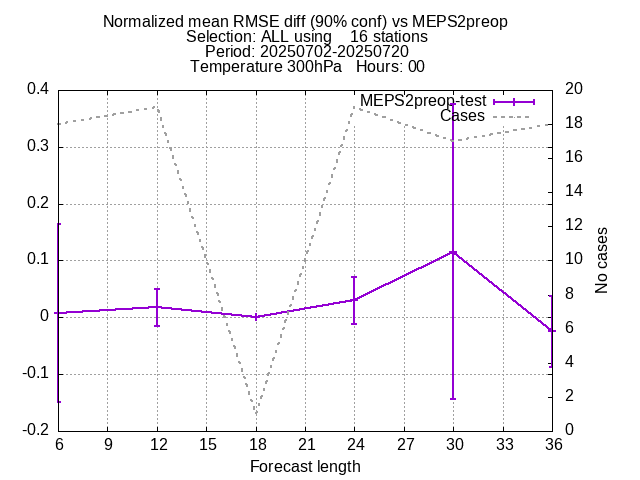 Normalized mean RMSE diff (90% conf) vs MEPS2preop
Selection: ALL using    16 stations
Period: 20250702-20250720
Temperature 300hPa   Hours: 00
MEPS2preop-test
Cases
0.4
0.3
0.2
0.1
0
-0.1
-0.2
20
18
16
14
12
10
8
6
4
2
0
No cases
6 9 12 15 18 21 24 27 30 33 36
Forecast length